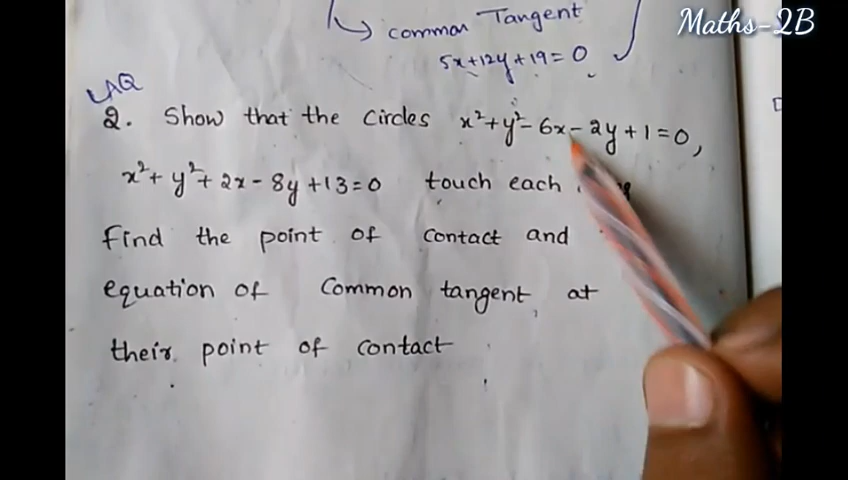 Maths-2B
↳ common Tangent
5x+12y+19=0
2. Show that the circles x²+y²-6x-2y+1=0,
x²+y²+2x-8y+13=0 touch each
Find the point of contact and
equation of common tangent at
their point of contact